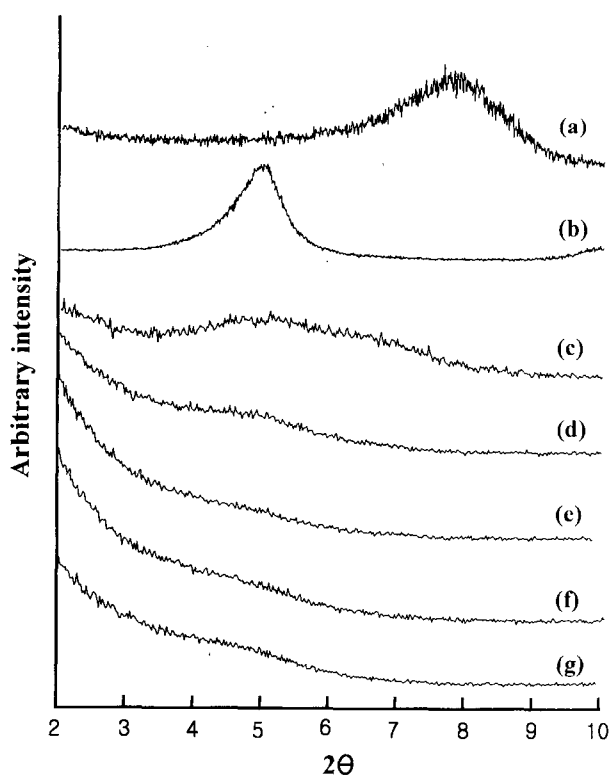 (a)
(b)
(c)
(d)
(e)
(f)
(g)
Arbitrary intensity
2 3 4 5 6 7 8 9 10
2Θ